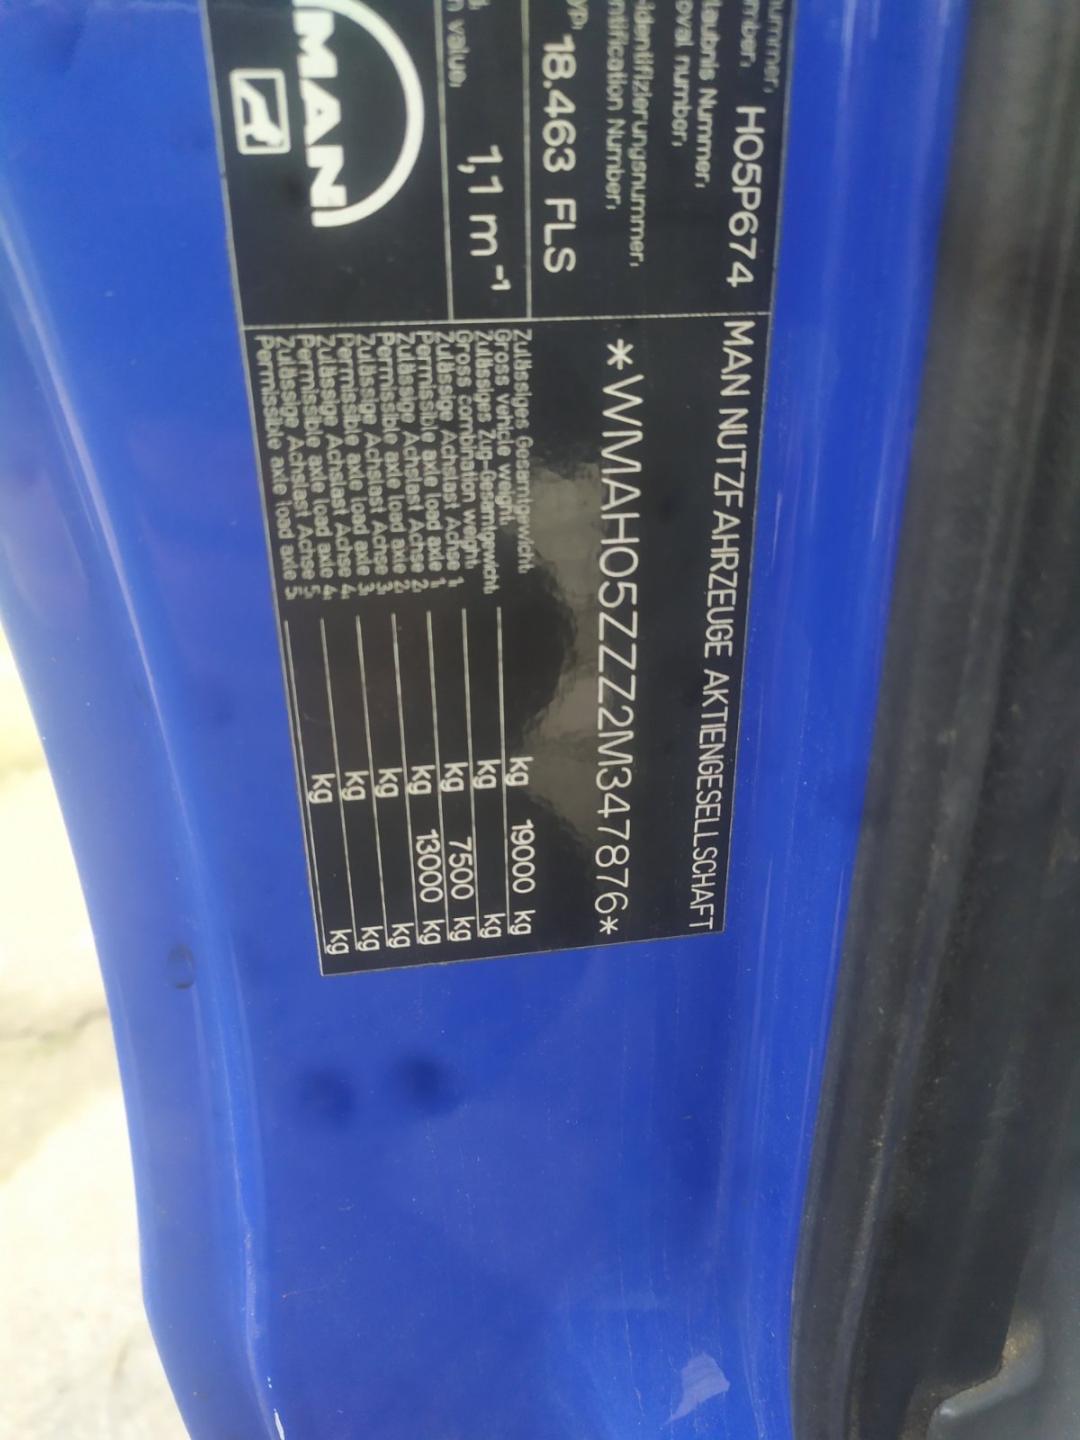 MAN
nummer,
mber, H05P674
laubnis Nummer,
oval number,
-identifizierungsnummer,
ntification Number,
yp, 18.463 FLS
n value, 1,1 m⁻¹
MAN NUTZFAHRZEUGE AKTIENGESELLSCHAFT
*WMAH05ZZZ2M347876*
Zulässiges Gesamtgewicht, kg 19000 kg
Gross vehicle weight,
Zulässiges Zug-Gesamtgewicht, kg kg
Gross combination weight,
Zulässige Achslast Achse 1, kg 7500 kg
Permissible axle load axle 1,
Zulässige Achslast Achse 2, kg 13000 kg
Permissible axle load axle 2,
Zulässige Achslast Achse 3, kg kg
Permissible axle load axle 3,
Zulässige Achslast Achse 4, kg kg
Permissible axle load axle 4,
Zulässige Achslast Achse 5, kg kg
Permissible axle load axle 5,